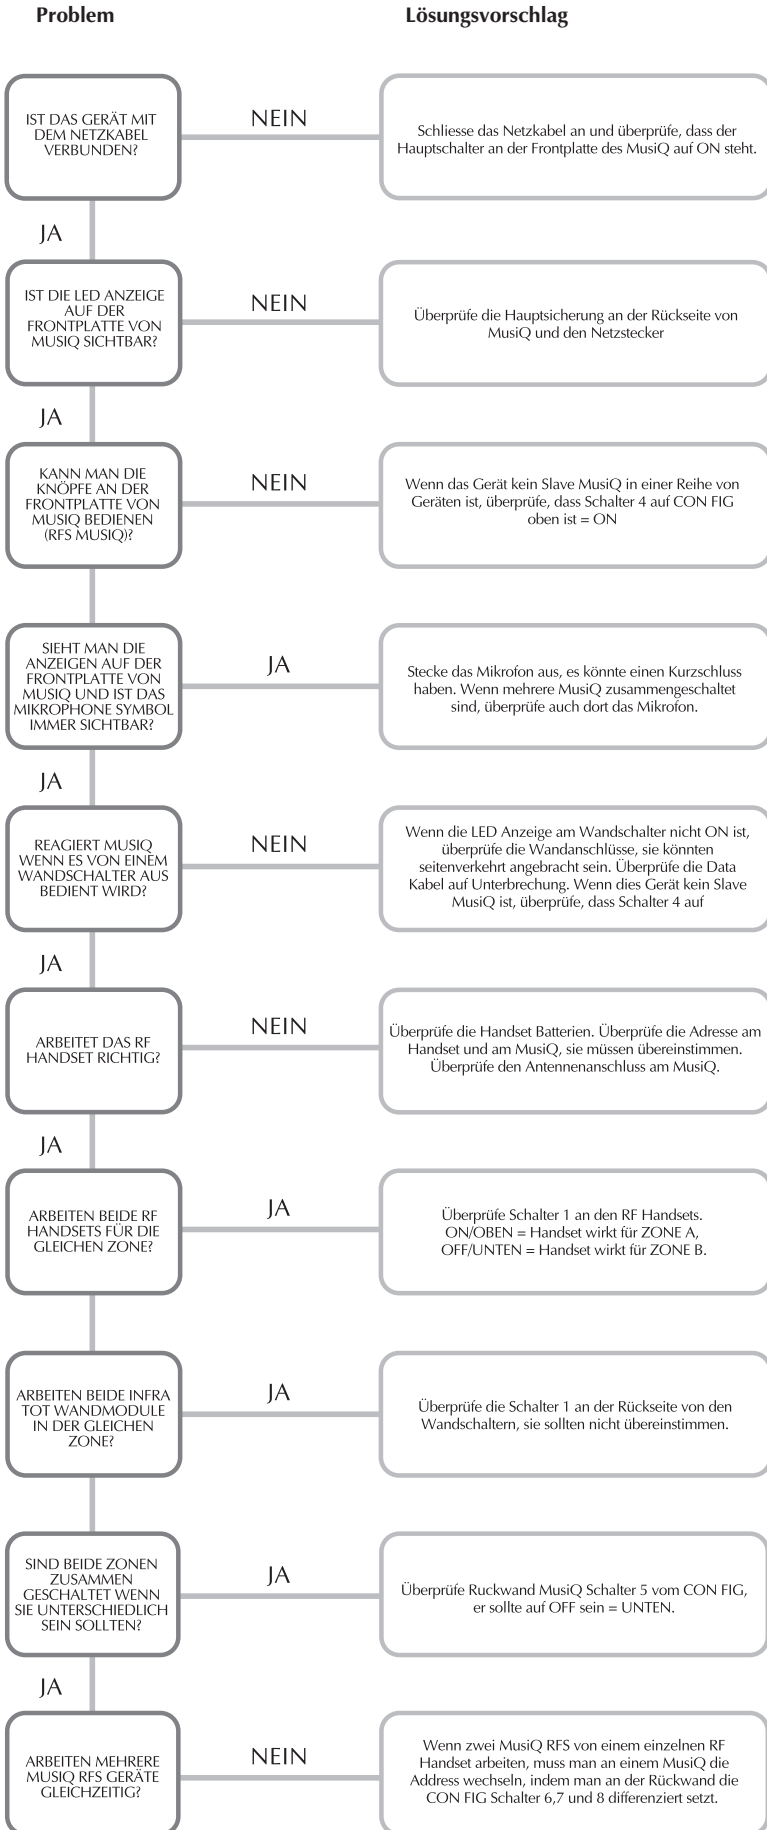 Problem
Lösungsvorschlag
IST DAS GERÄT MIT
DEM NETZKABEL
VERBUNDEN?
NEIN
Schliesse das Netzkabel an und überprüfe, dass der
Hauptschalter an der Frontplatte des MusiQ auf ON steht.
JA
IST DIE LED ANZEIGE
AUF DER
FRONTPLATTE VON
MUSIQ SICHTBAR?
NEIN
Überprüfe die Hauptsicherung an der Rückseite von
MusiQ und den Netzstecker
JA
KANN MAN DIE
KNÖPFE AN DER
FRONTPLATTE VON
MUSIQ BEDIENEN
(RFS MUSIQ)?
NEIN
Wenn das Gerät kein Slave MusiQ in einer Reihe von
Geräten ist, überprüfe, dass Schalter 4 auf CON FIG
oben ist = ON
SIEHT MAN DIE
ANZEIGEN AUF DER
FRONTPLATTE VON
MUSIQ UND IST DAS
MIKROPHONE SYMBOL
IMMER SICHTBAR?
JA
Stecke das Mikrofon aus, es könnte einen Kurzschluss
haben. Wenn mehrere MusiQ zusammengeschaltet
sind, überprüfe auch dort das Mikrofon.
JA
REAGIERT MUSIQ
WENN ES VON EINEM
WANDSCHALTER AUS
BEDIENT WIRD?
NEIN
Wenn die LED Anzeige am Wandschalter nicht ON ist,
überprüfe die Wandanschlüsse, sie könnten
seitenverkehrt angebracht sein. Überprüfe die Data
Kabel auf Unterbrechung. Wenn dies Gerät kein Slave
MusiQ ist, überprüfe, dass Schalter 4 auf
JA
ARBEITET DAS RF
HANDSET RICHTIG?
NEIN
Überprüfe die Handset Batterien. Überprüfe die Adresse am
Handset und am MusiQ, sie müssen übereinstimmen.
Überprüfe den Antennenanschluss am MusiQ.
JA
ARBEITEN BEIDE RF
HANDSETS FÜR DIE
GLEICHEN ZONE?
JA
Überprüfe Schalter 1 an den RF Handsets.
ON/OBEN = Handset wirkt für ZONE A,
OFF/UNTEN = Handset wirkt für ZONE B.
ARBEITEN BEIDE INFRA
TOT WANDMODULE
IN DER GLEICHEN
ZONE?
JA
Überprüfe die Schalter 1 an der Rückseite von den
Wandschaltern, sie sollten nicht übereinstimmen.
SIND BEIDE ZONEN
ZUSAMMEN
GESCHALTET WENN
SIE UNTERSCHIEDLICH
SEIN SOLLTEN?
JA
Überprüfe Ruckwand MusiQ Schalter 5 vom CON FIG,
er sollte auf OFF sein = UNTEN.
JA
ARBEITEN MEHRERE
MUSIQ RFS GERÄTE
GLEICHZEITIG?
NEIN
Wenn zwei MusiQ RFS von einem einzelnen RF
Handset arbeiten, muss man an einem MusiQ die
Address wechseln, indem man an der Rückwand die
CON FIG Schalter 6,7 und 8 differenziert setzt.